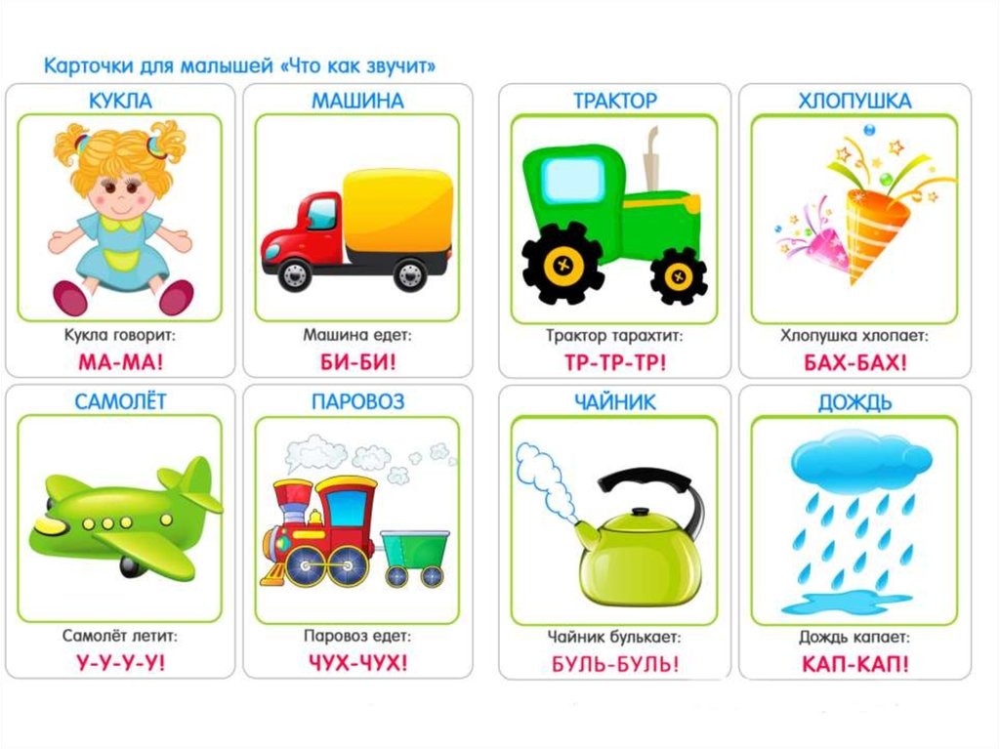 Карточки для малышей «Что как звучит»
КУКЛА
Кукла говорит:
МА-МА!
МАШИНА
Машина едет:
БИ-БИ!
ТРАКТОР
Трактор тарахтит:
ТР-ТР-ТР!
ХЛОПУШКА
Хлопушка хлопает:
БАХ-БАХ!
САМОЛЁТ
Самолёт летит:
У-У-У-У!
ПАРОВОЗ
Паровоз едет:
ЧУХ-ЧУХ!
ЧАЙНИК
Чайник булькает:
БУЛЬ-БУЛЬ!
ДОЖДЬ
Дождь капает:
КАП-КАП!